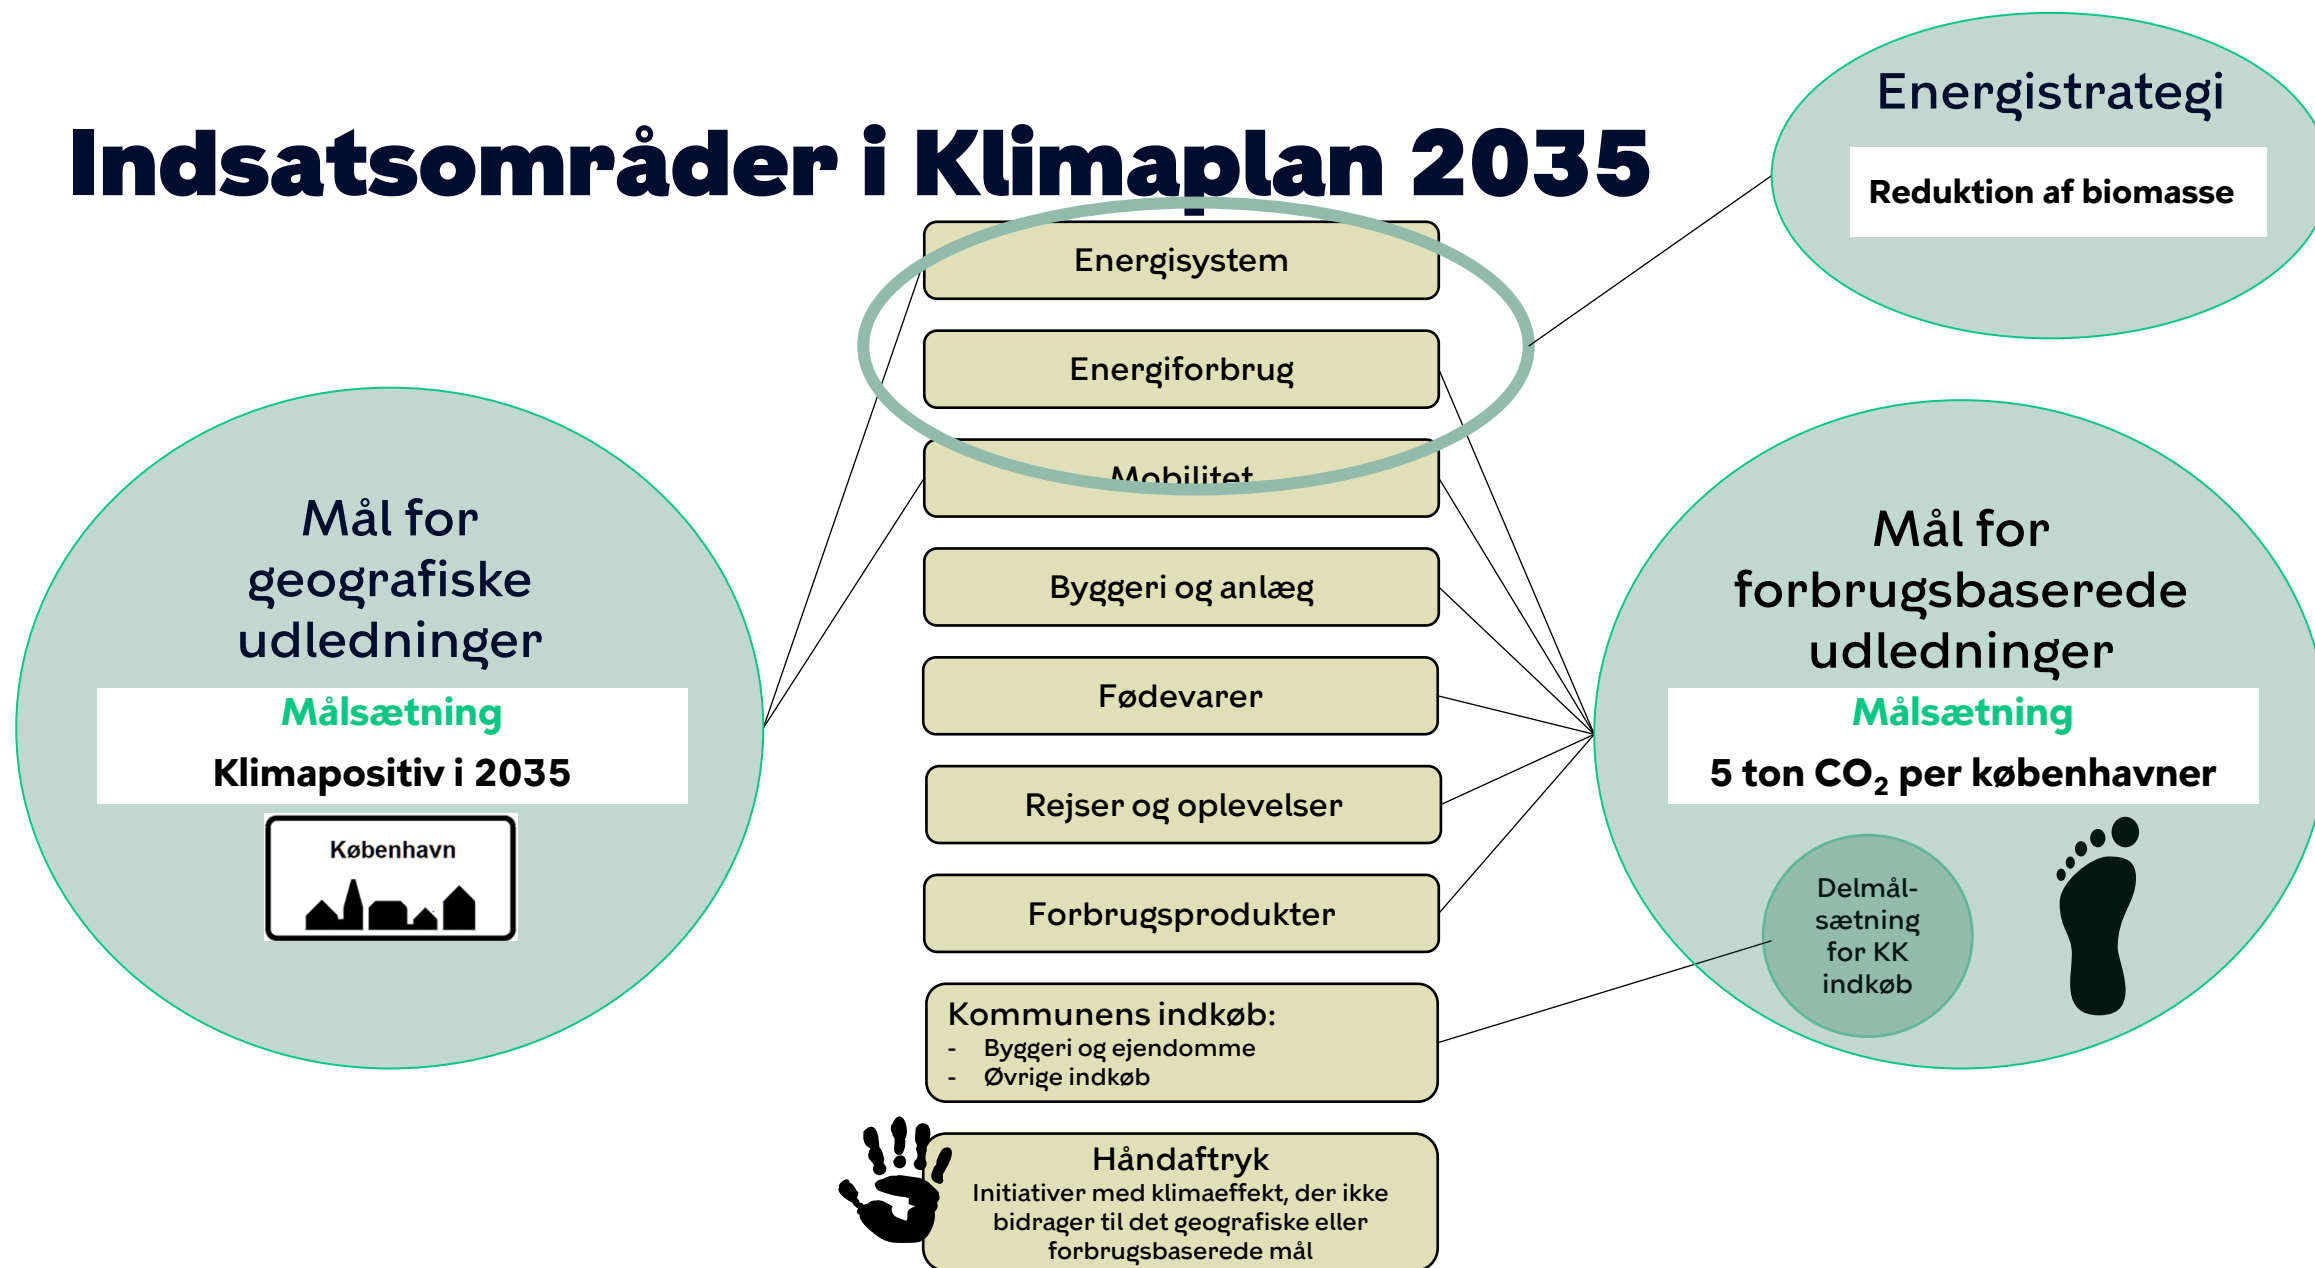 Indsatsområder i Klimaplan 2035
Energistrategi
Reduktion af biomasse
Energisystem
Energiforbrug
Mobilitet
Byggeri og anlæg
Fødevarer
Rejser og oplevelser
Forbrugsprodukter
Kommunens indkøb:
- Byggeri og ejendomme
- Øvrige indkøb
Håndaftryk
Initiativer med klimaeffekt, der ikke
bidrager til det geografiske eller
forbrugsbaserede mål
Mål for
geografiske
udledninger
Målsætning
Klimapositiv i 2035
København
Mål for
forbrugsbaserede
udledninger
Målsætning
5 ton CO₂ per københavner
Delmål-
sætning
for KK
indkøb